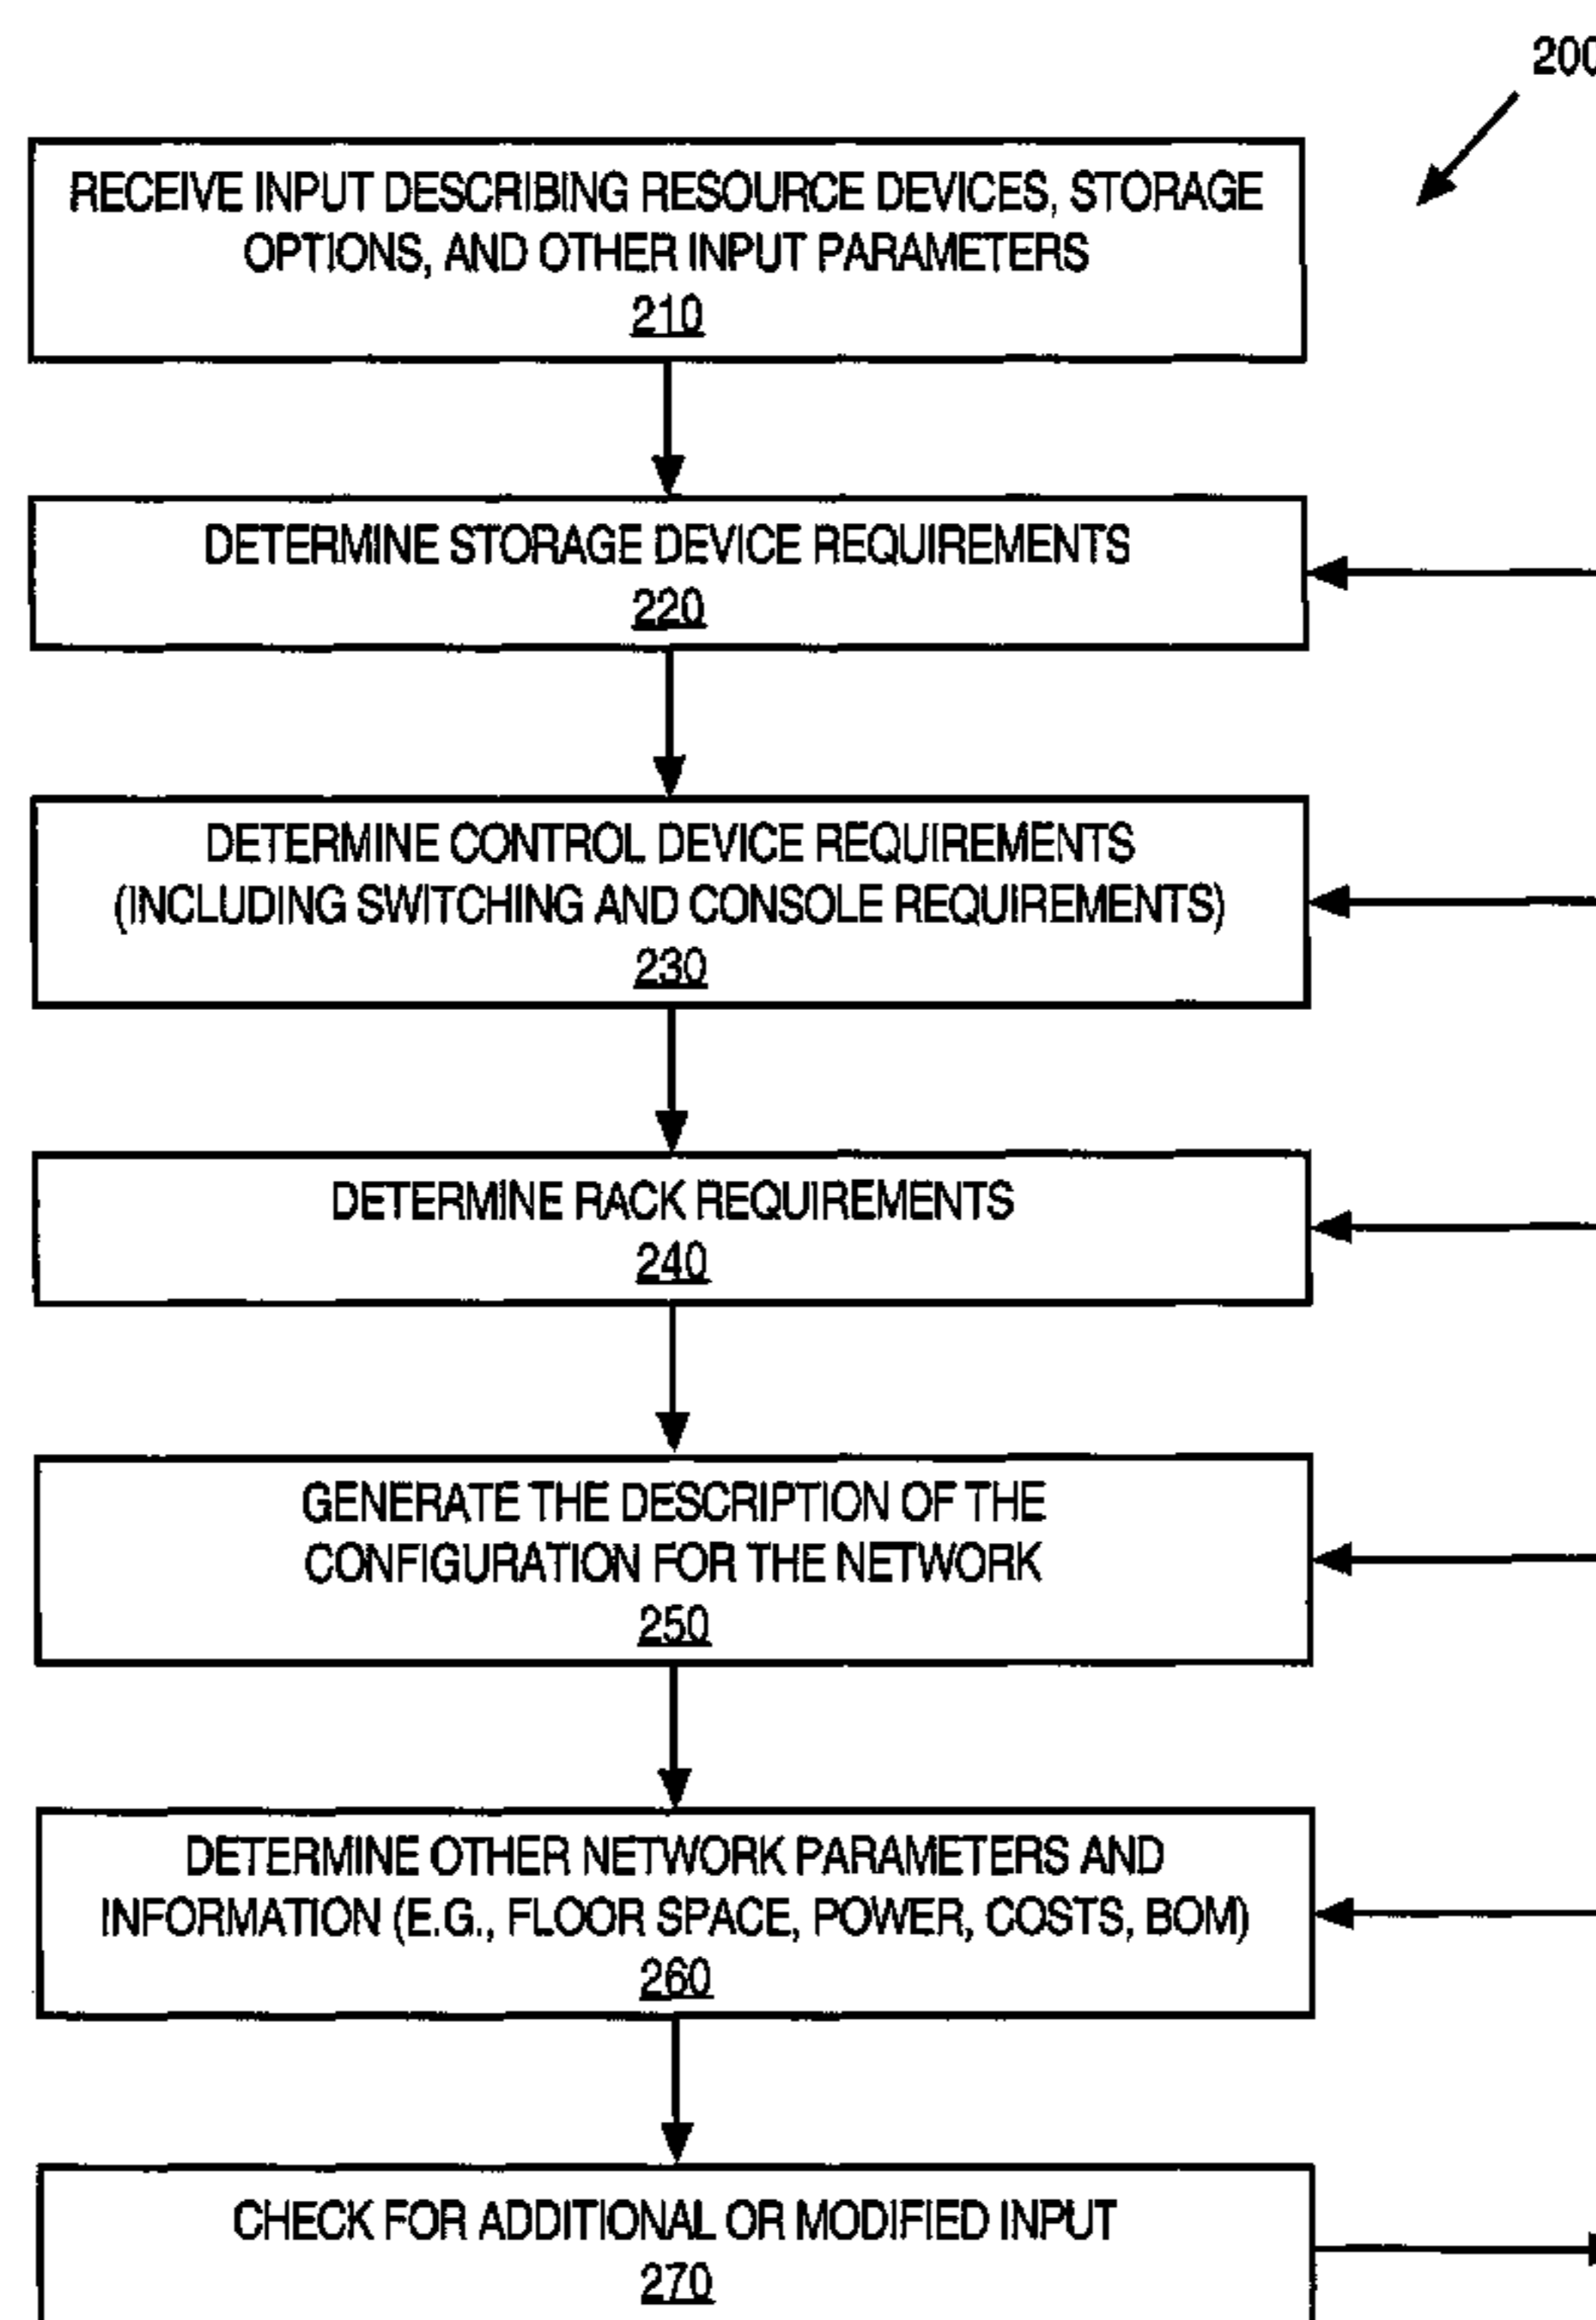 200
RECEIVE INPUT DESCRIBING RESOURCE DEVICES, STORAGE
OPTIONS, AND OTHER INPUT PARAMETERS
210
DETERMINE STORAGE DEVICE REQUIREMENTS
220
DETERMINE CONTROL DEVICE REQUIREMENTS
(INCLUDING SWITCHING AND CONSOLE REQUIREMENTS)
230
DETERMINE RACK REQUIREMENTS
240
GENERATE THE DESCRIPTION OF THE
CONFIGURATION FOR THE NETWORK
250
DETERMINE OTHER NETWORK PARAMETERS AND
INFORMATION (E.G., FLOOR SPACE, POWER, COSTS, BOM)
260
CHECK FOR ADDITIONAL OR MODIFIED INPUT
270